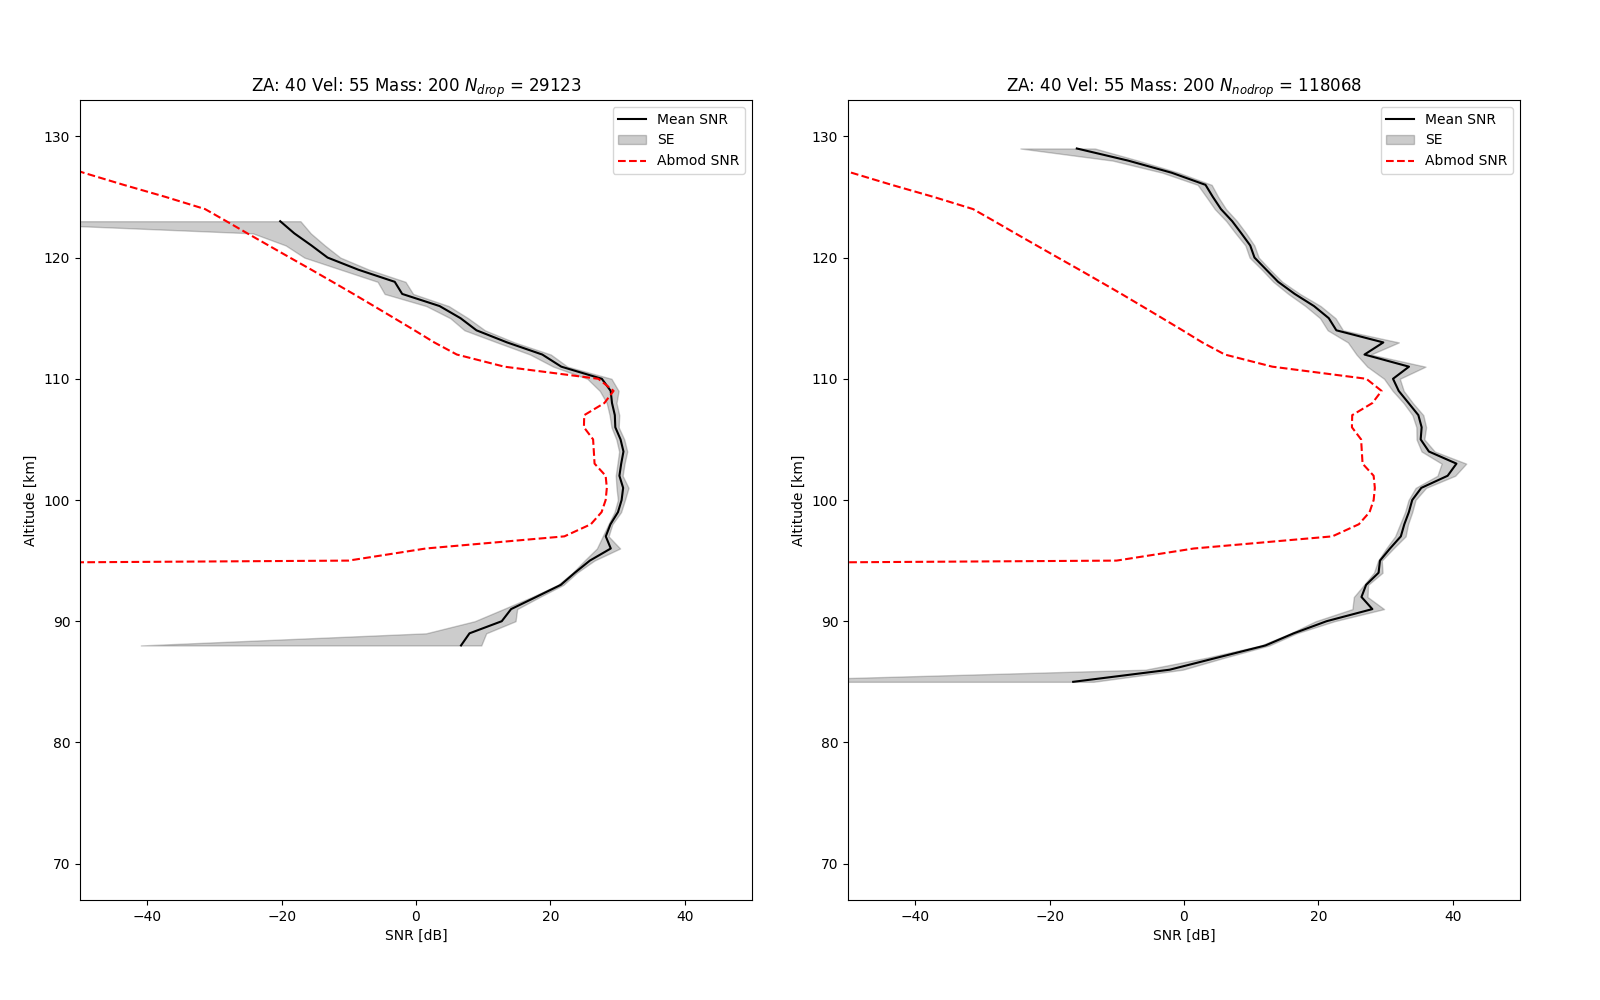 ZA: 40 Vel: 55 Mass: 200 N_drop = 29123
Mean SNR
SE
Abmod SNR
130
120
110
100
90
80
70
Altitude [km]
−40
−20
0
20
40
SNR [dB]
ZA: 40 Vel: 55 Mass: 200 N_nodrop = 118068
Mean SNR
SE
Abmod SNR
130
120
110
100
90
80
70
Altitude [km]
−40
−20
0
20
40
SNR [dB]